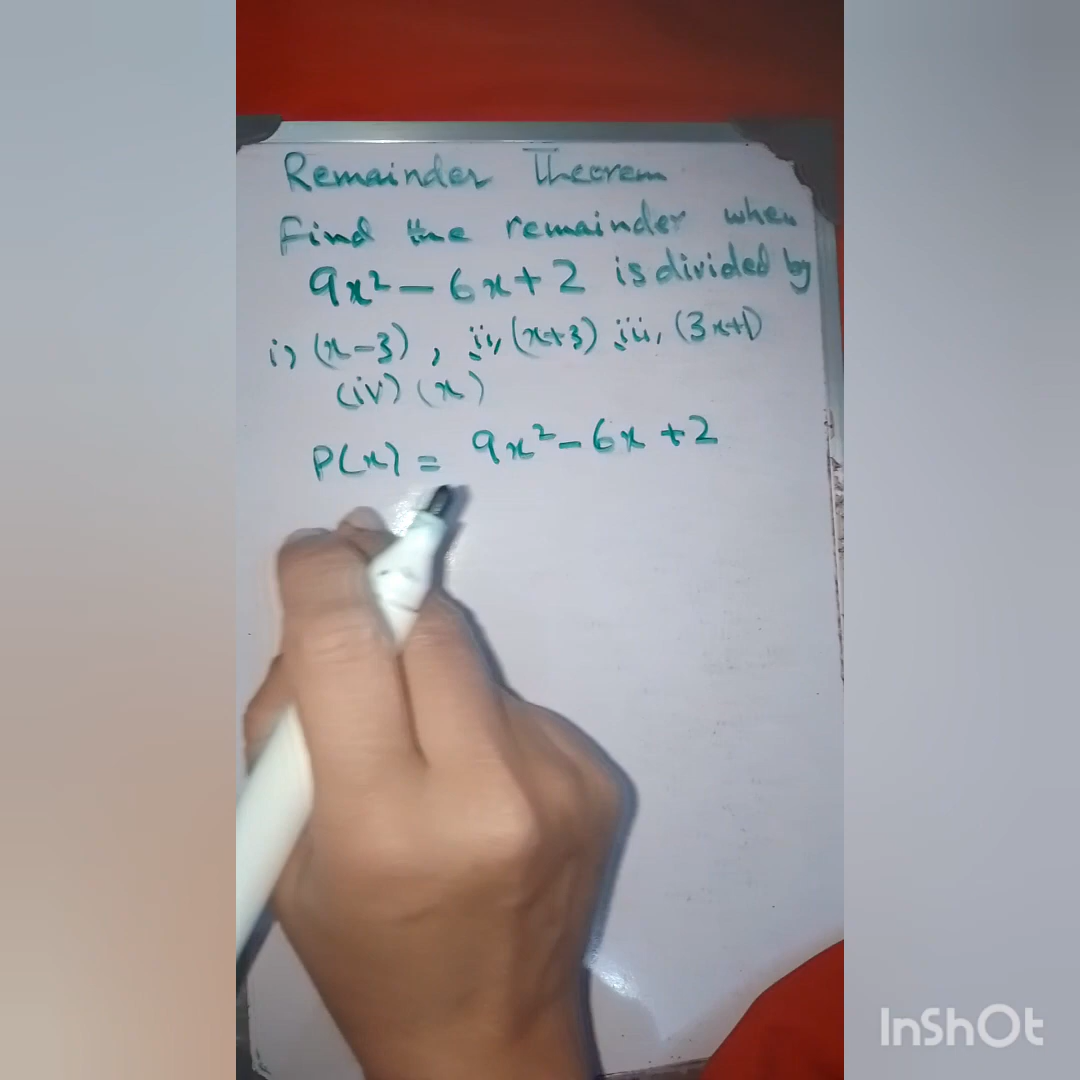 Remainder Theorem
Find the remainder when
9x² - 6x + 2 is divided by
i, (x-3), ii, (x+3) iii, (3x+1)
(iv) (x)
P(x) = 9x² - 6x + 2
InShOt